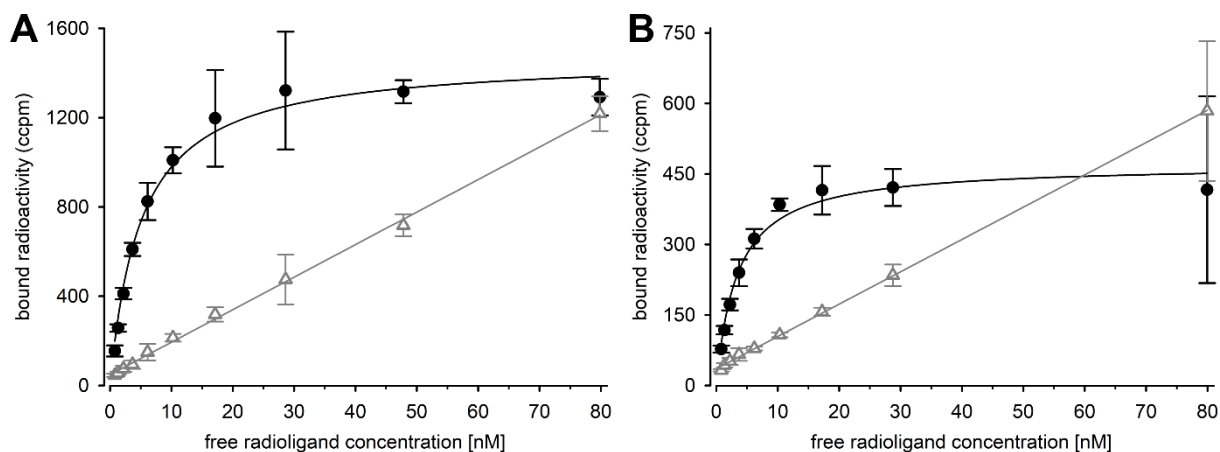 A
1600
1200
800
400
0
bound radioactivity (ccpm)
0 10 20 30 40 50 60 70 80
free radioligand concentration [nM]
B
750
600
450
300
150
0
bound radioactivity (ccpm)
0 10 20 30 40 50 60 70 80
free radioligand concentration [nM]